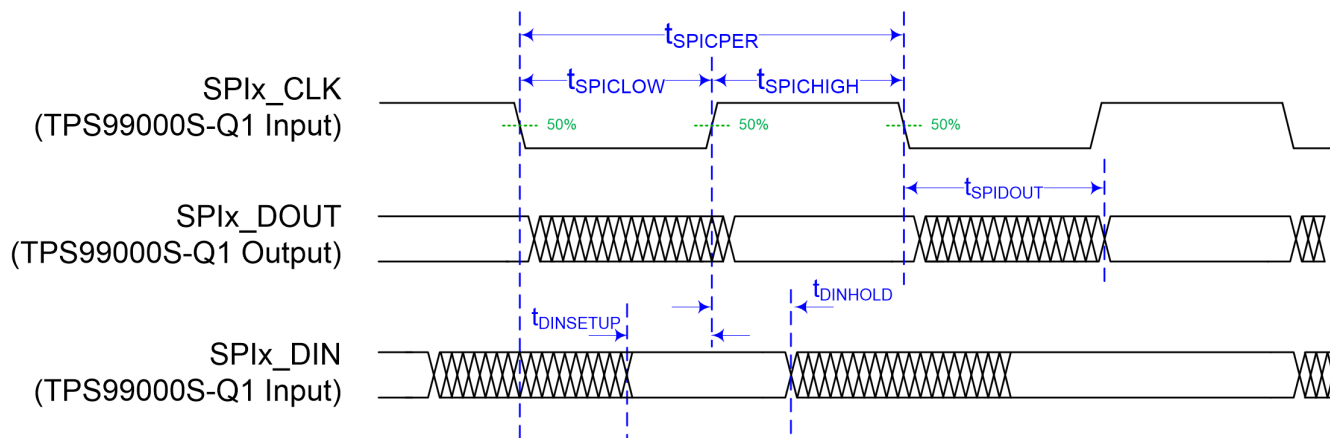 tSPICPER
tSPICLOW
tSPICHIGH
SPIx_CLK
(TPS99000S-Q1 Input)
50%
50%
50%
tSPIDOUT
SPIx_DOUT
(TPS99000S-Q1 Output)
tDINHOLD
tDINSETUP
SPIx_DIN
(TPS99000S-Q1 Input)